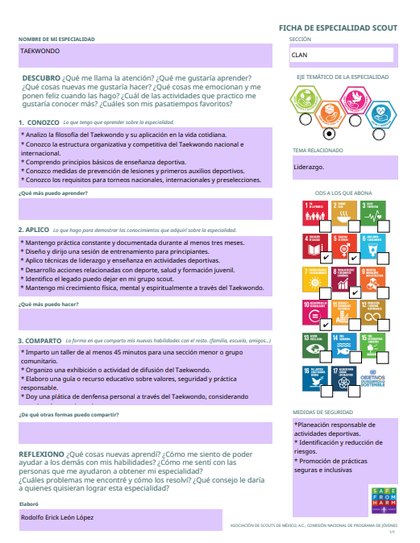 FICHA DE ESPECIALIDAD SCOUT
NOMBRE DE MI ESPECIALIDAD
TAEKWONDO
SECCIÓN
CLAN
DESCUBRO ¿Qué me llama la atención? ¿Qué me gustaría aprender?
¿Qué cosas nuevas me gustaría hacer? ¿Qué cosas me emocionan y me
ponen feliz cuando las hago? ¿Cuál de las actividades que practico me
gustaría conocer más? ¿Cuáles son mis pasatiempos favoritos?
EJE TEMÁTICO DE LA ESPECIALIDAD
1. CONOZCO Lo que tengo que aprender sobre la especialidad.
* Analizo la filosofía del Taekwondo y su aplicación en la vida cotidiana.
* Conozco la estructura organizativa y competitiva del Taekwondo nacional e
internacional.
* Comprendo principios básicos de enseñanza deportiva.
* Conozco medidas de prevención de lesiones y primeros auxilios deportivos.
* Conozco los requisitos para torneos nacionales, internacionales y preselecciones.
TEMA RELACIONADO
Liderazgo.
¿Qué más puedo aprender?
ODS A LOS QUE ABONA
2. APLICO Lo que hago para demostrar los conocimientos que adquirí sobre la especialidad.
* Mantengo práctica constante y documentada durante al menos tres meses.
* Diseño y dirijo una sesión de entrenamiento para principiantes.
* Aplico técnicas de liderazgo y enseñanza en actividades deportivas.
* Desarrollo acciones relacionadas con deporte, salud y formación juvenil.
* Identifico el legado puedo dejar en mi grupo scout.
* Mantengo mi crecimiento física, mental y espiritualmente a través del Taekwondo.
¿Qué más puedo hacer?
3. COMPARTO La forma en que comparto mis nuevas habilidades con el resto. (familia, escuela, amigos...)
* Imparto un taller de al menos 45 minutos para una sección menor o grupo
comunitario.
* Organizo una exhibición o actividad de difusión del Taekwondo.
* Elaboro una guía o recurso educativo sobre valores, seguridad y práctica
responsable.
* Doy una plática de defensa personal a través del Taekwondo, considerando
¿De qué otras formas puedo compartir?
MEDIDAS DE SEGURIDAD
*Planeación responsable de
actividades deportivas.
* Identificación y reducción de
riesgos.
* Promoción de prácticas
seguras e inclusivas
REFLEXIONO ¿Cómo me siento de poder
ayudar a los demás con mis habilidades? ¿Cómo me sentí con las
personas que me ayudaron a obtener mi especialidad?
¿Cuáles problemas me encontré y cómo los resolví? ¿Qué consejo le daría
a quienes quisieran lograr esta especialidad?
SAFE
FROM
HARM
Elaboró
Rodolfo Erick León López
ASOCIACIÓN DE SCOUTS DE MÉXICO, A.C., COMISIÓN NACIONAL DE PROGRAMA DE JÓVENES